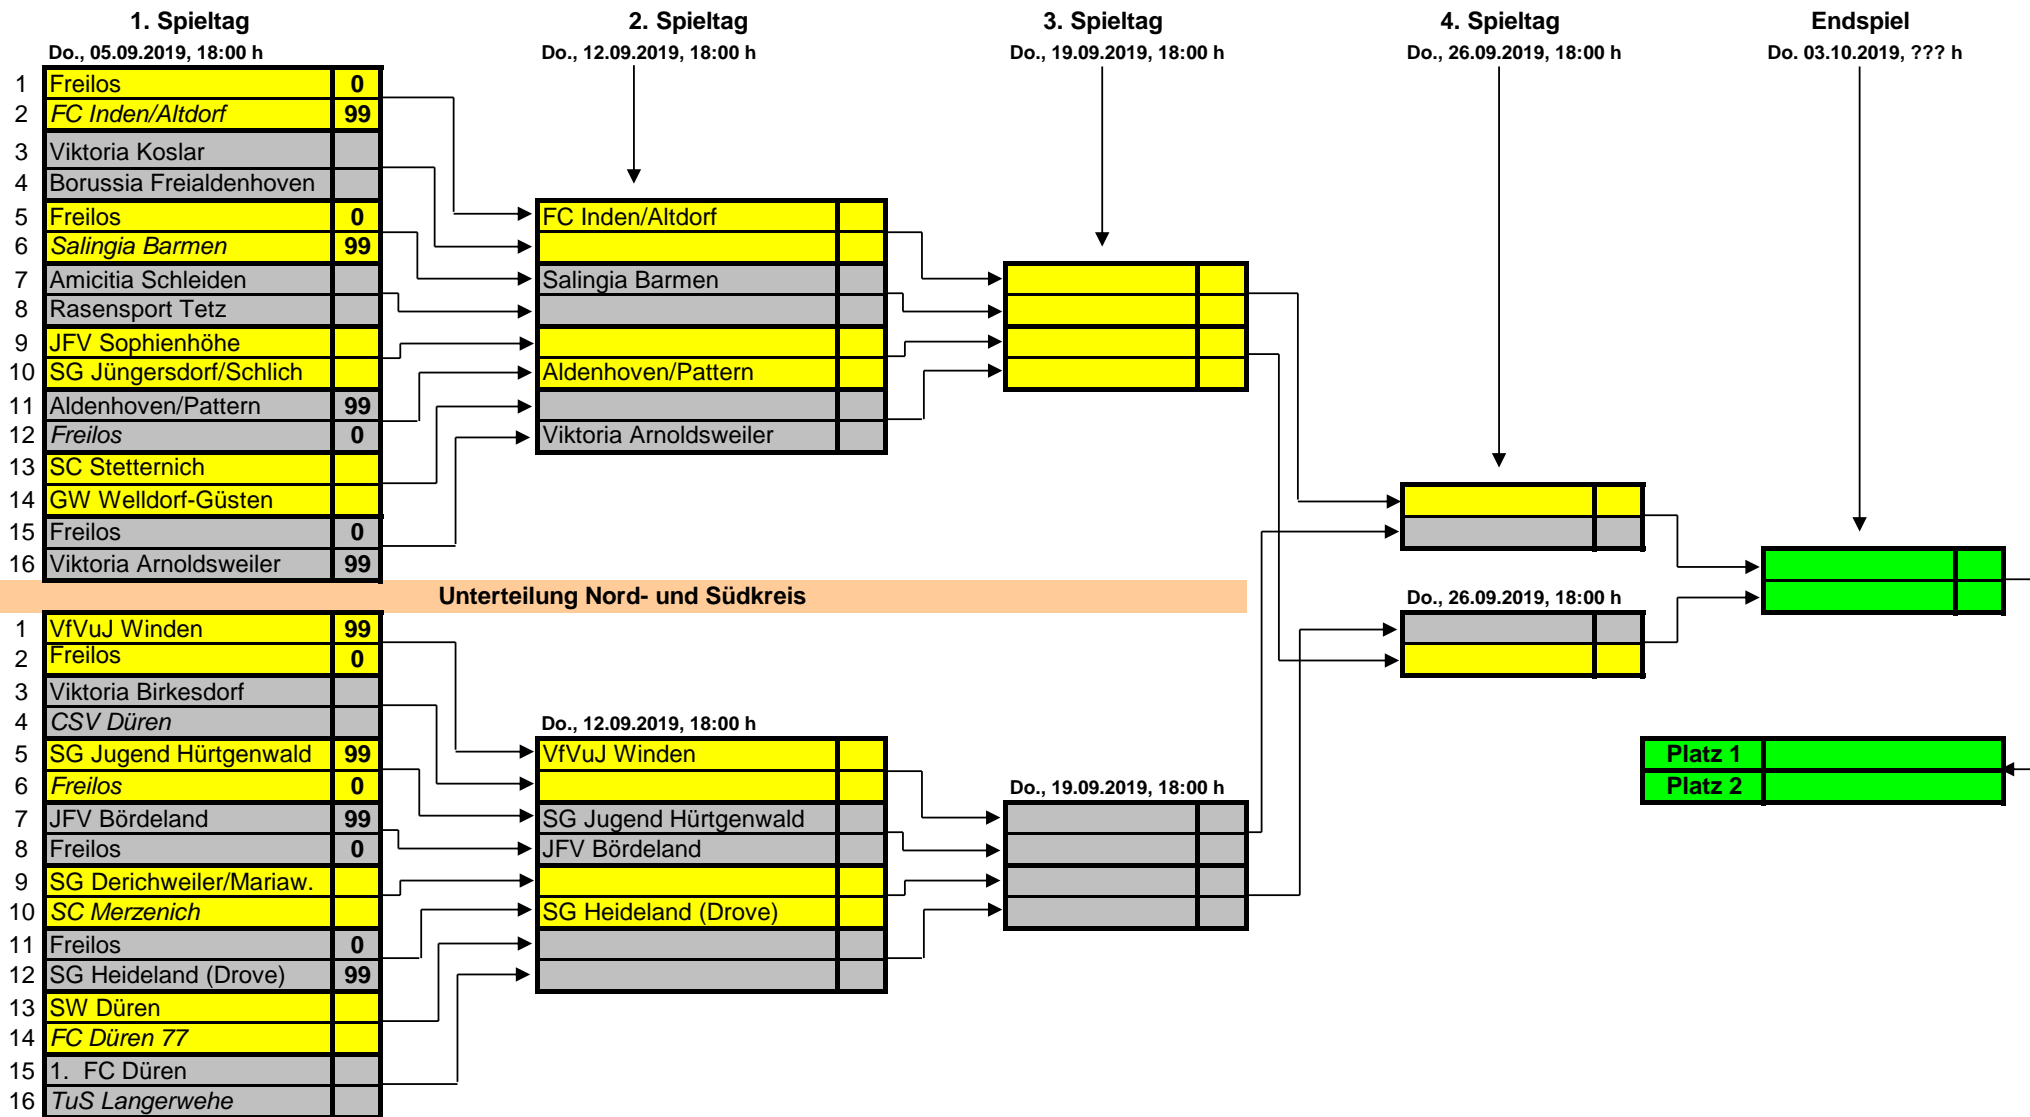 1. Spieltag 2. Spieltag 3. Spieltag 4. Spieltag Endspiel
Do., 05.09.2019, 18:00 h Do., 12.09.2019, 18:00 h Do., 19.09.2019, 18:00 h Do., 26.09.2019, 18:00 h Do. 03.10.2019, ??? h
1 Freilos 0
2 FC Inden/Altdorf 99
3 Viktoria Koslar
4 Borussia Freialdenhoven
5 Freilos 0 FC Inden/Altdorf
6 Salingia Barmen 99
7 Amicitia Schleiden Salingia Barmen
8 Rasensport Tetz
9 JFV Sophienhöhe
10 SG Jüngersdorf/Schlich Aldenhoven/Pattern
11 Aldenhoven/Pattern 99
12 Freilos 0 Viktoria Arnoldsweiler
13 SC Stetternich
14 GW Welldorf-Güsten
15 Freilos 0
16 Viktoria Arnoldsweiler 99
Unterteilung Nord- und Südkreis Do., 26.09.2019, 18:00 h
1 VfVuJ Winden 99
2 Freilos 0
3 Viktoria Birkesdorf
4 CSV Düren Do., 12.09.2019, 18:00 h
5 SG Jugend Hürtgenwald 99 VfVuJ Winden Platz 1
6 Freilos 0 Do., 19.09.2019, 18:00 h Platz 2
7 JFV Bördeland 99 SG Jugend Hürtgenwald
8 Freilos 0 JFV Bördeland
9 SG Derichweiler/Mariaw.
10 SC Merzenich SG Heideland (Drove)
11 Freilos 0
12 SG Heideland (Drove) 99
13 SW Düren
14 FC Düren 77
15 1. FC Düren
16 TuS Langerwehe